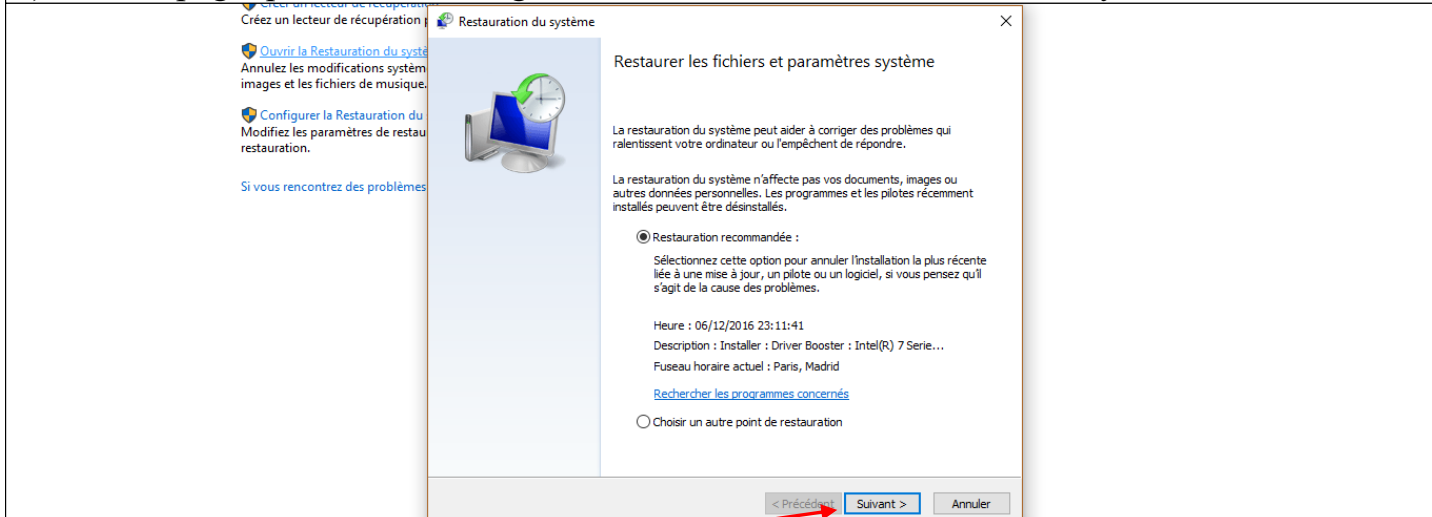 Créez un lecteur de récupération
Ouvrir la Restauration du systè
Annulez les modifications systèm
images et les fichiers de musique.
Configurer la Restauration du
Modifiez les paramètres de restau
restauration.
Si vous rencontrez des problèmes
Restauration du système
Restaurer les fichiers et paramètres système
La restauration du système peut aider à corriger des problèmes qui
ralentissent votre ordinateur ou l'empêchent de répondre.
La restauration du système n'affecte pas vos documents, images ou
autres données personnelles. Les programmes et les pilotes récemment
installés peuvent être désinstallés.
Restauration recommandée :
Sélectionnez cette option pour annuler l'installation la plus récente
liée à une mise à jour, un pilote ou un logiciel, si vous pensez qu'il
s'agit de la cause des problèmes.
Heure : 06/12/2016 23:11:41
Description : Installer : Driver Booster : Intel(R) 7 Serie...
Fuseau horaire actuel : Paris, Madrid
Rechercher les programmes concernés
Choisir un autre point de restauration
< Précédent Suivant > Annuler